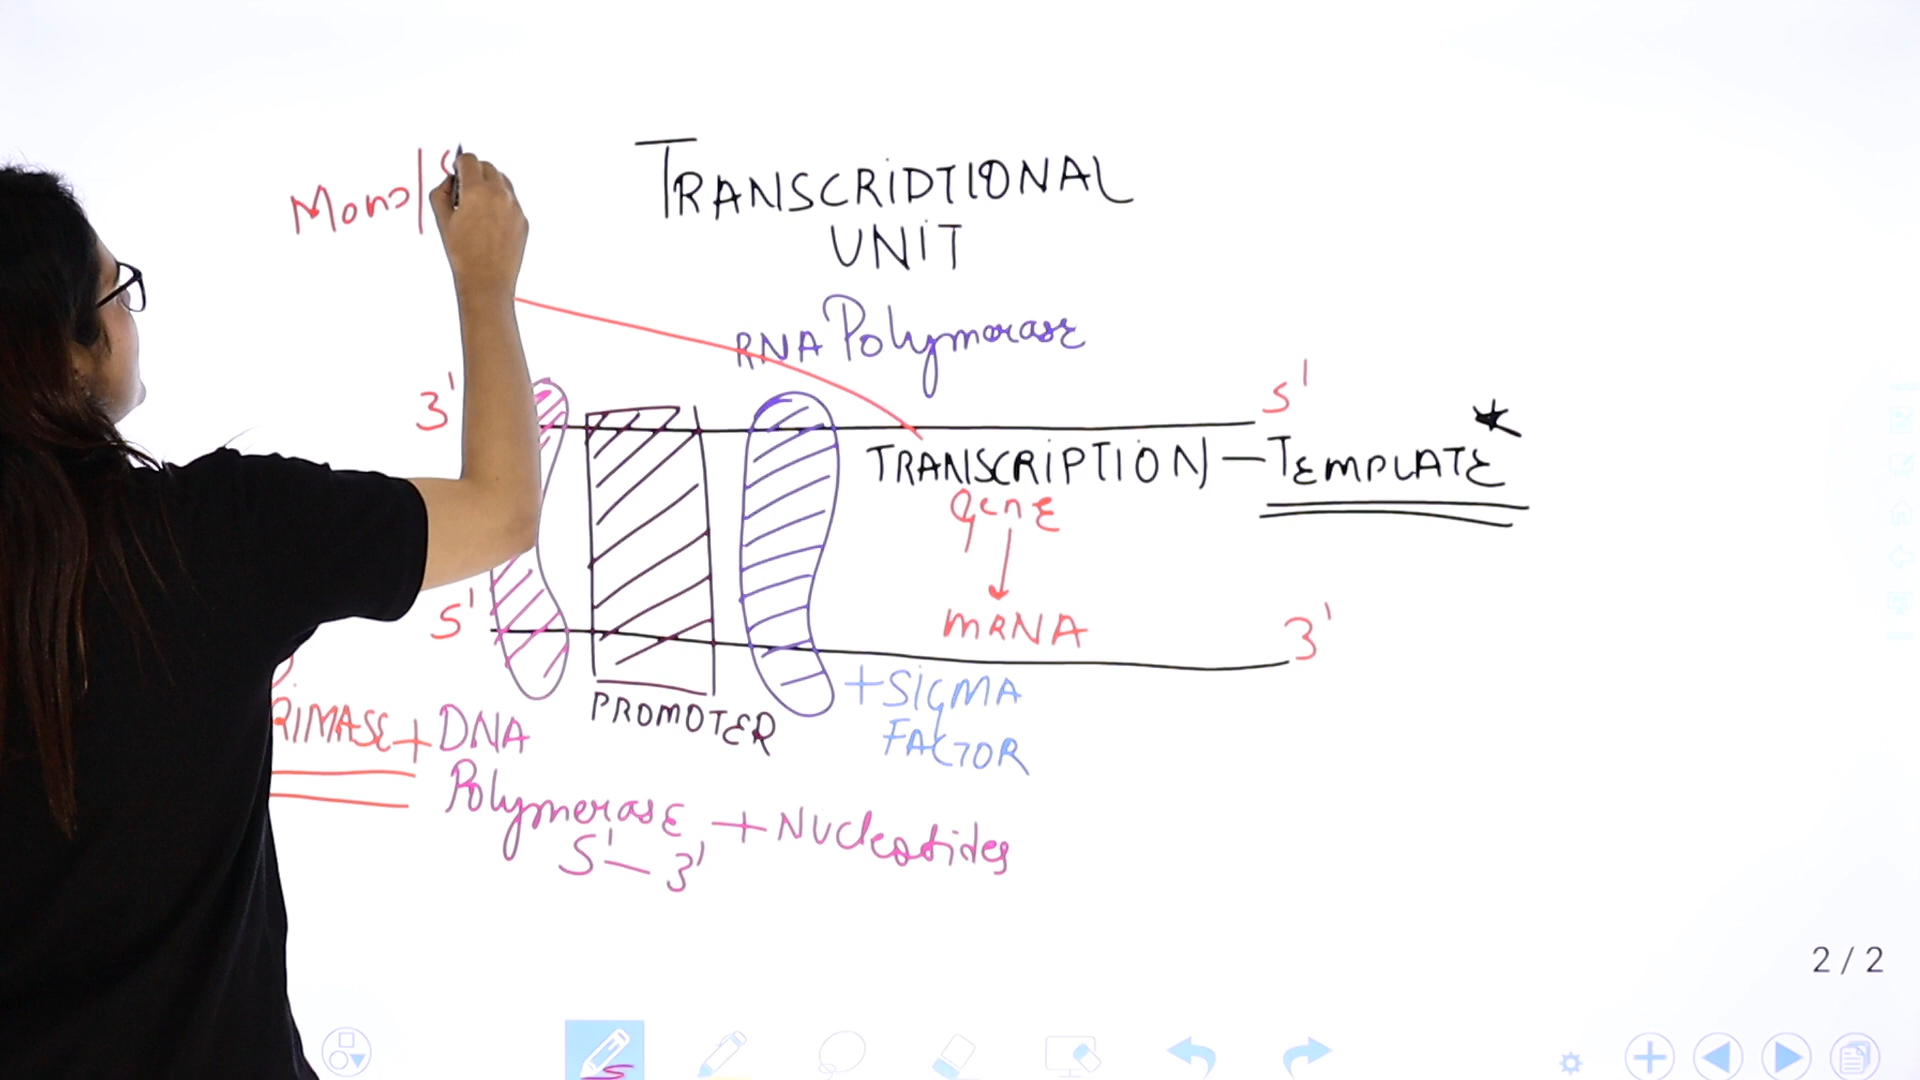 Mono/
TRANSCRIPTIONAL
UNIT
RNA Polymerase
3'
5'
TRANSCRIPTION — TEMPLATE
gene
mRNA
5'
3'
+ SIGMA
FACTOR
PROMOTER
RIMASE + DNA
Polymerase + Nucleotides
5' — 3'
2 / 2